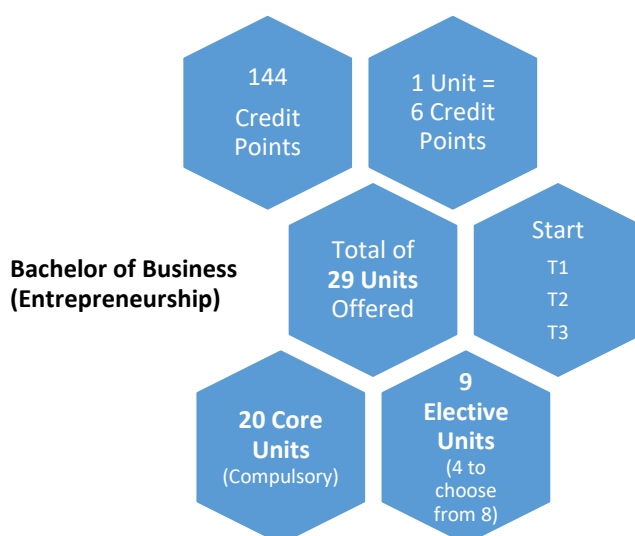 144
Credit
Points
1 Unit =
6 Credit
Points
Bachelor of Business
(Entrepreneurship)
Total of
29 Units
Offered
Start
T1
T2
T3
20 Core
Units
(Compulsory)
9
Elective
Units
(4 to
choose
from 8)